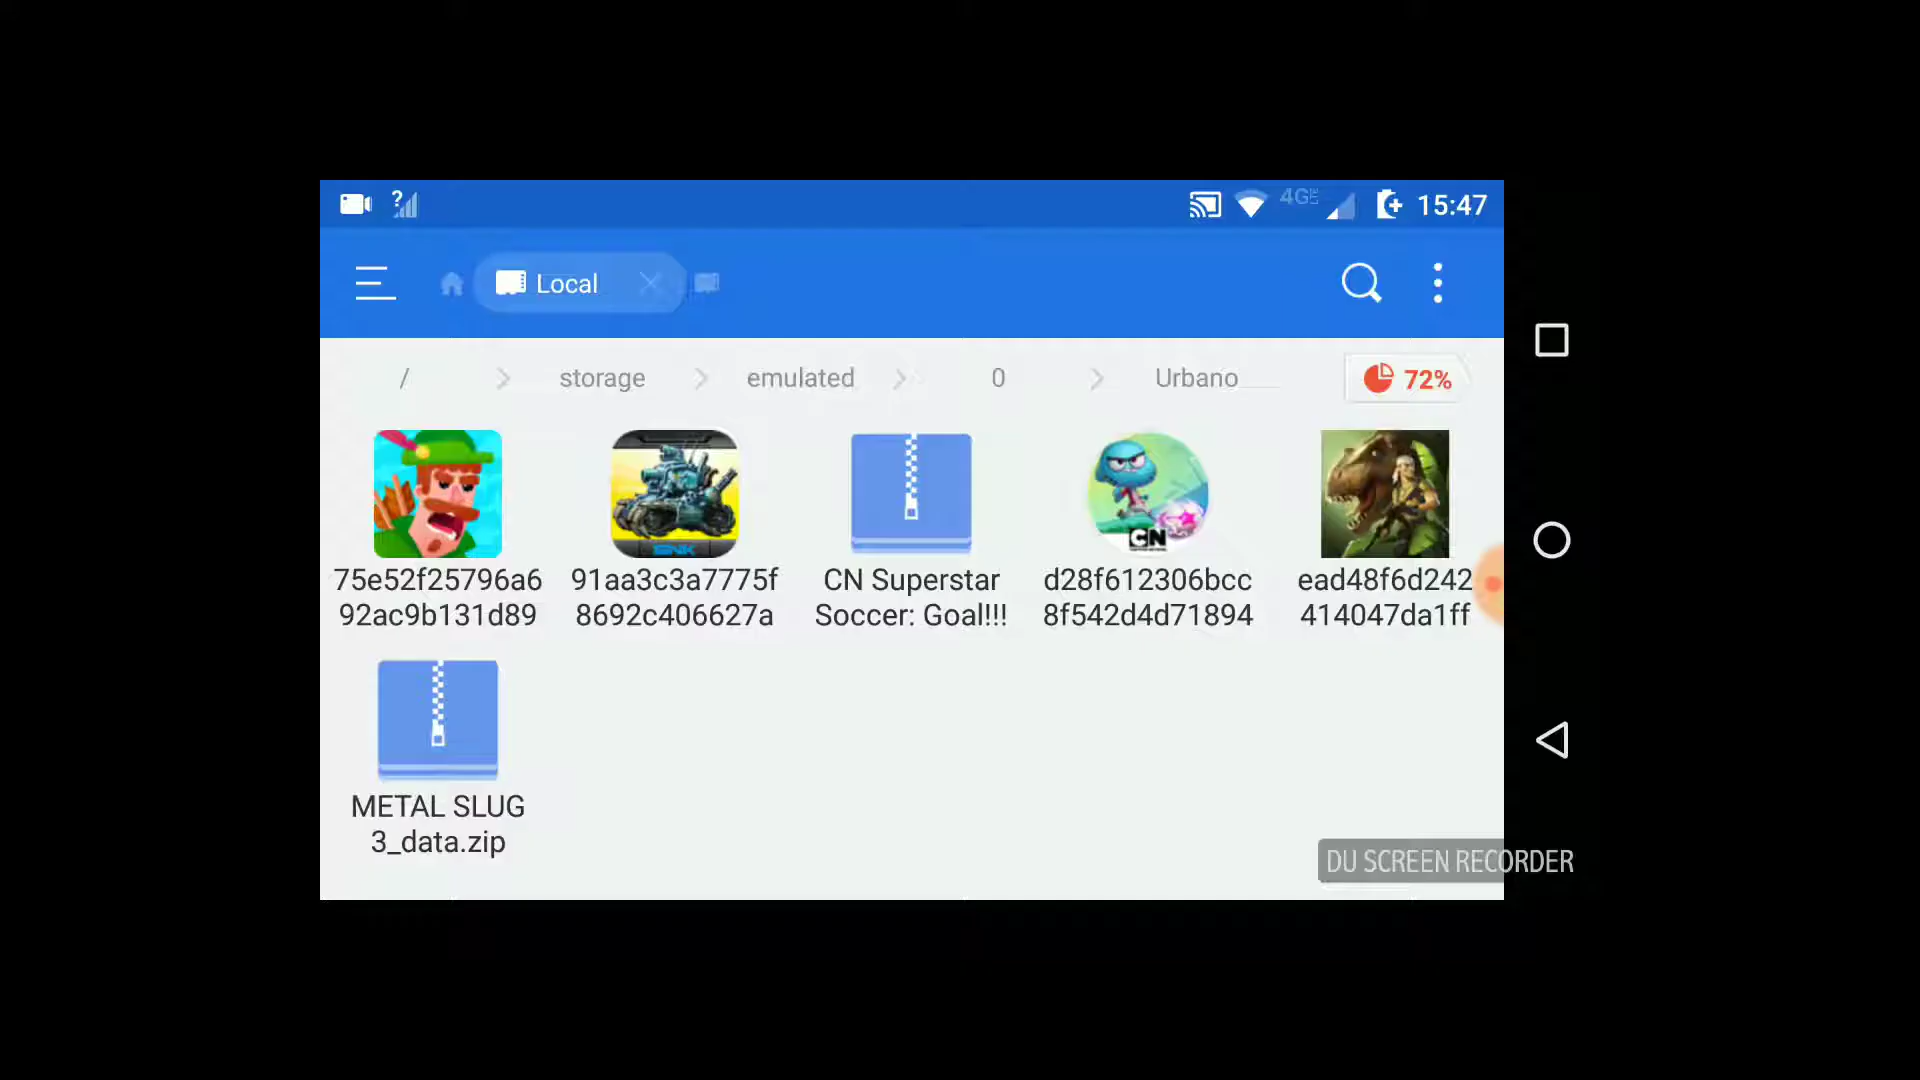 4G 15:47
Local
/ storage emulated 0 Urbano 72%
75e52f25796a6
92ac9b131d89
91aa3c3a7775f
8692c406627a
CN Superstar
Soccer: Goal!!!
CN
d28f612306bcc
8f542d4d71894
ead48f6d242
414047da1ff
METAL SLUG
3_data.zip
DU SCREEN RECORDER